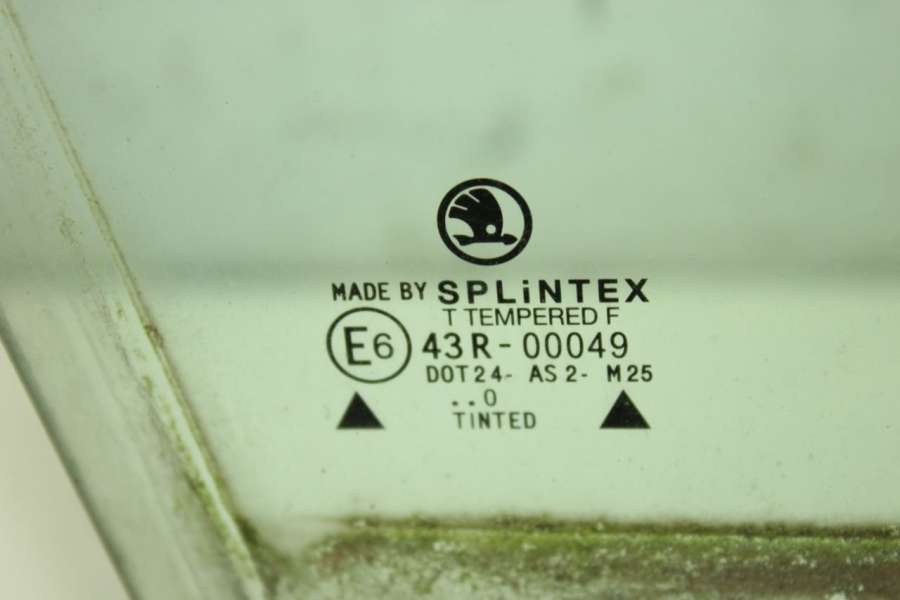 MADE BY SPLiNTEX
T TEMPERED F
E6 43R-00049
DOT24- AS2- M25
..0
TINTED